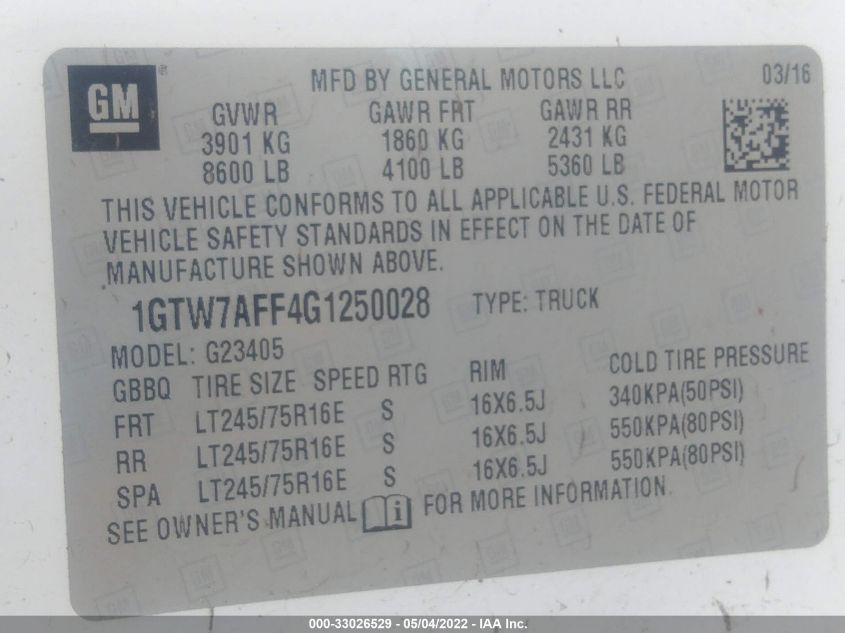 GM ® MFD BY GENERAL MOTORS LLC 03/16
GVWR GAWR FRT GAWR RR
3901 KG 1860 KG 2431 KG
8600 LB 4100 LB 5360 LB
THIS VEHICLE CONFORMS TO ALL APPLICABLE U.S. FEDERAL MOTOR
VEHICLE SAFETY STANDARDS IN EFFECT ON THE DATE OF
MANUFACTURE SHOWN ABOVE.
1GTW7AFF4G1250028 TYPE: TRUCK
MODEL: G23405
GBBQ TIRE SIZE SPEED RTG RIM COLD TIRE PRESSURE
FRT LT245/75R16E S 16X6.5J 340KPA(50PSI)
RR LT245/75R16E S 16X6.5J 550KPA(80PSI)
SPA LT245/75R16E S 16X6.5J 550KPA(80PSI)
SEE OWNER'S MANUAL i FOR MORE INFORMATION.
000-33026529 - 05/04/2022 - IAA Inc.